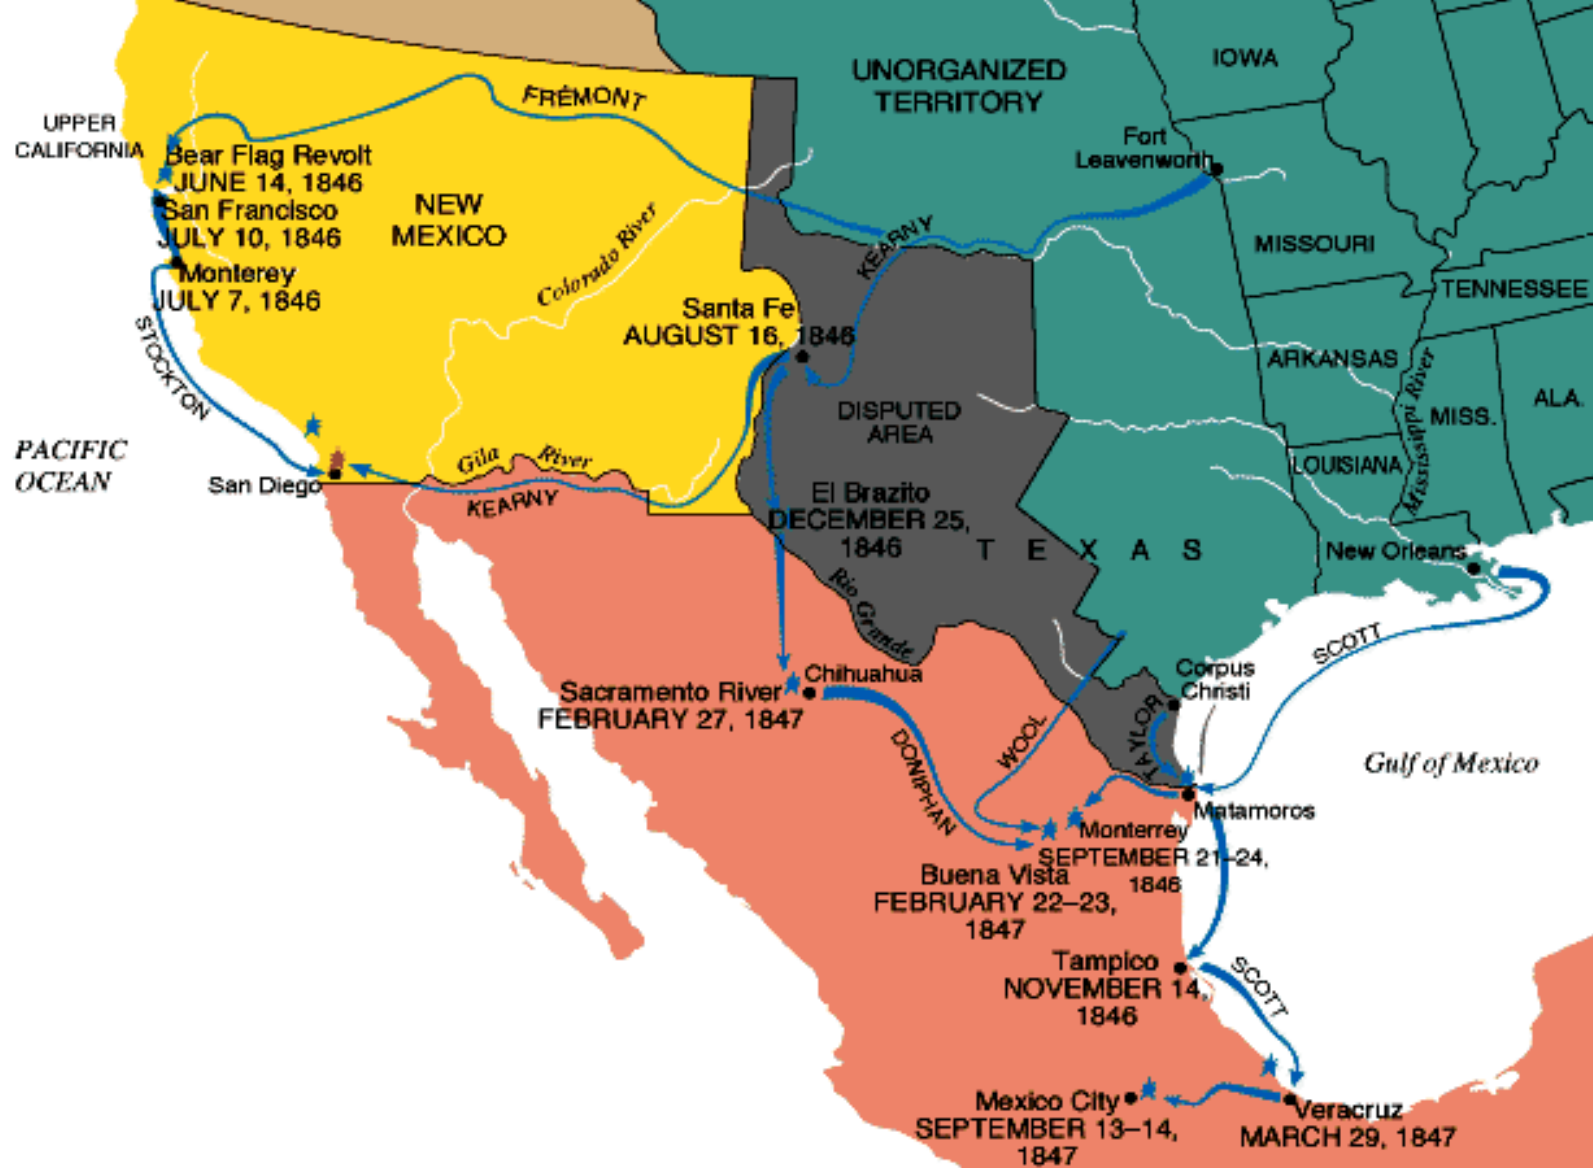 IOWA
UNORGANIZED
TERRITORY
FRÉMONT
UPPER
CALIFORNIA
Fort
Leavenworth
Bear Flag Revolt
JUNE 14, 1846
San Francisco
JULY 10, 1846
NEW
MEXICO
Colorado River
KEARNY
MISSOURI
Monterey
JULY 7, 1846
TENNESSEE
Santa Fe
AUGUST 16, 1846
STOCKTON
ARKANSAS
Mississippi River
MISS.
ALA.
DISPUTED
AREA
PACIFIC
OCEAN
Gila River
LOUISIANA
San Diego
KEARNY
El Brazito
DECEMBER 25,
1846
TEXAS
New Orleans
Rio Grande
SCOTT
Corpus
Christi
Chihuahua
Sacramento River
FEBRUARY 27, 1847
TAYLOR
WOOL
DONIPHAN
Gulf of Mexico
Matamoros
Monterrey
SEPTEMBER 21–24,
1846
Buena Vista
FEBRUARY 22–23,
1847
Tampico
NOVEMBER 14,
1846
SCOTT
Mexico City
SEPTEMBER 13–14,
1847
Veracruz
MARCH 29, 1847